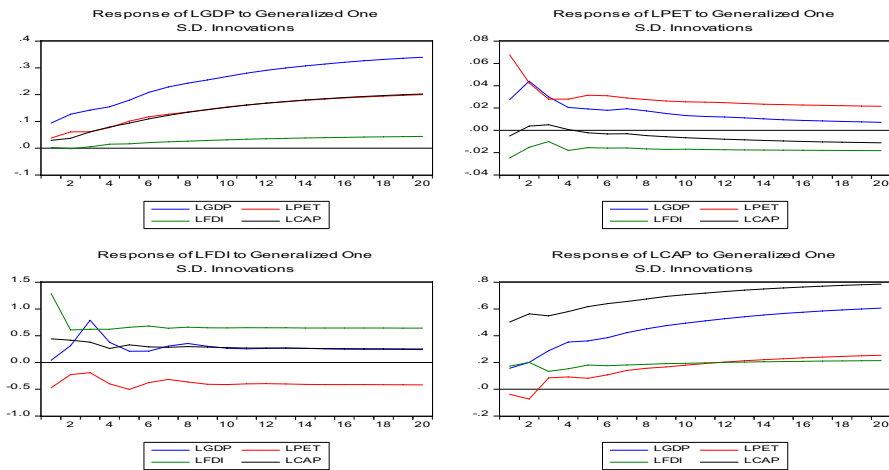 Response of LGDP to Generalized One
S.D. Innovations
.4
.3
.2
.1
.0
-.1
2 4 6 8 10 12 14 16 18 20
LGDP LPET
LFDI LCAP
Response of LPET to Generalized One
S.D. Innovations
.08
.06
.04
.02
.00
-.02
-.04
2 4 6 8 10 12 14 16 18 20
LGDP LPET
LFDI LCAP
Response of LFDI to Generalized One
S.D. Innovations
1.5
1.0
0.5
0.0
-0.5
-1.0
2 4 6 8 10 12 14 16 18 20
LGDP LPET
LFDI LCAP
Response of LCAP to Generalized One
S.D. Innovations
.8
.6
.4
.2
.0
-.2
2 4 6 8 10 12 14 16 18 20
LGDP LPET
LFDI LCAP